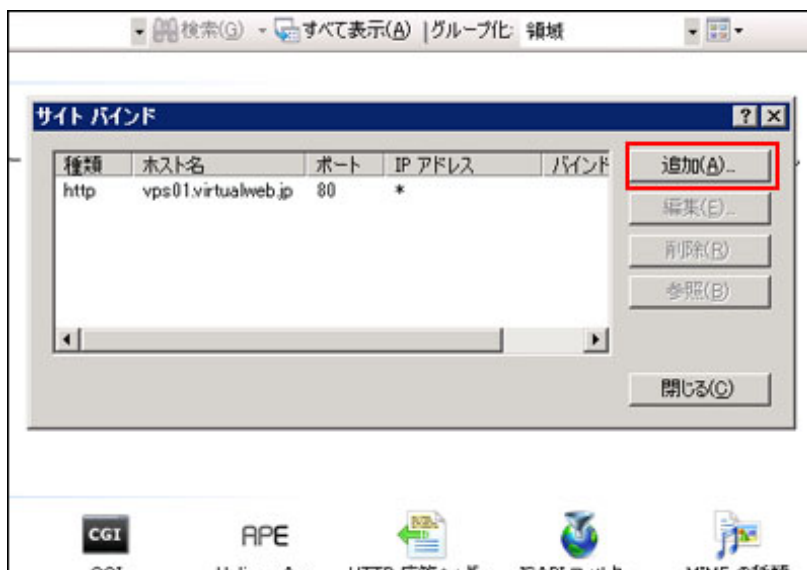 検索(G) すべて表示(A) | グループ化: 領域
サイト バインド
種類 ホスト名 ポート IP アドレス バインド
http vps01.virtualweb.jp 80 *
追加(A)...
編集(E)...
削除(R)
参照(B)
閉じる(C)
CGI APE